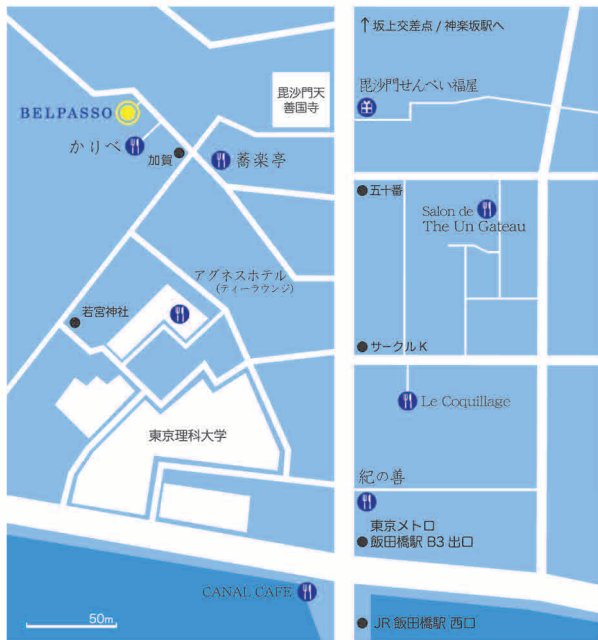 ↑坂上交差点 / 神楽坂駅へ
毘沙門天
善国寺
毘沙門せんべい福屋
BELPASSO
かりべ
加賀
蕎楽亭
五十番
Salon de
The Un Gateau
アグネスホテル
(ティーラウンジ)
若宮神社
サークルK
Le Coquillage
東京理科大学
紀の善
東京メトロ
飯田橋駅 B3 出口
CANAL CAFE
50m
JR 飯田橋駅 西口